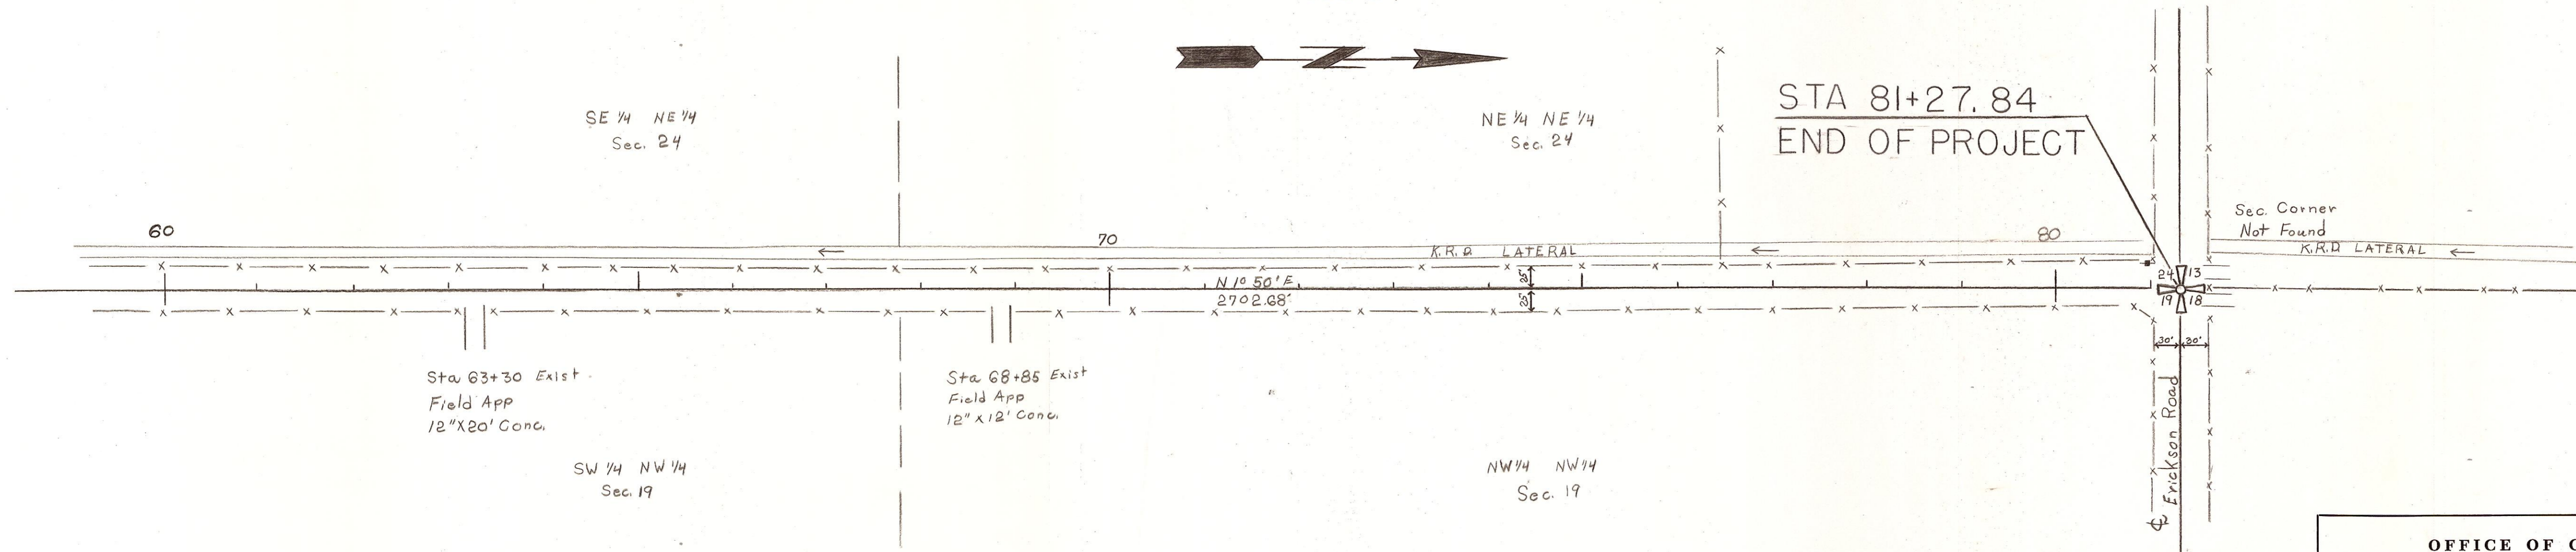 SE 1/4 NE 1/4
Sec. 24
N
NE 1/4 NE 1/4
Sec. 24
STA 81+27.84
END OF PROJECT
Sec. Corner
Not Found
60
70
80
K.R.D. LATERAL
K.R.D LATERAL
N 1° 50' E
2702.68'
25'
25'
24 13
19 18
30' 30'
Sta 63+30 Exist
Field App
12"X20' Conc.
Sta 68+85 Exist
Field App
12" X 12' Conc.
SW 1/4 NW 1/4
Sec. 19
NW 1/4 NW 1/4
Sec. 19
℄ Erickson Road
OFFICE OF